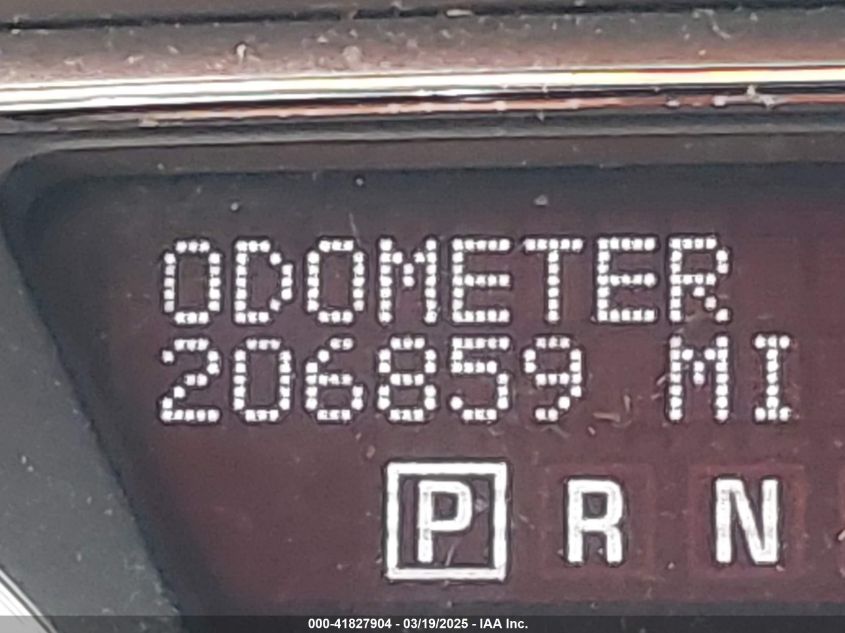 ODOMETER
206859 MI
P R N
000-41827904 - 03/19/2025 - IAA Inc.